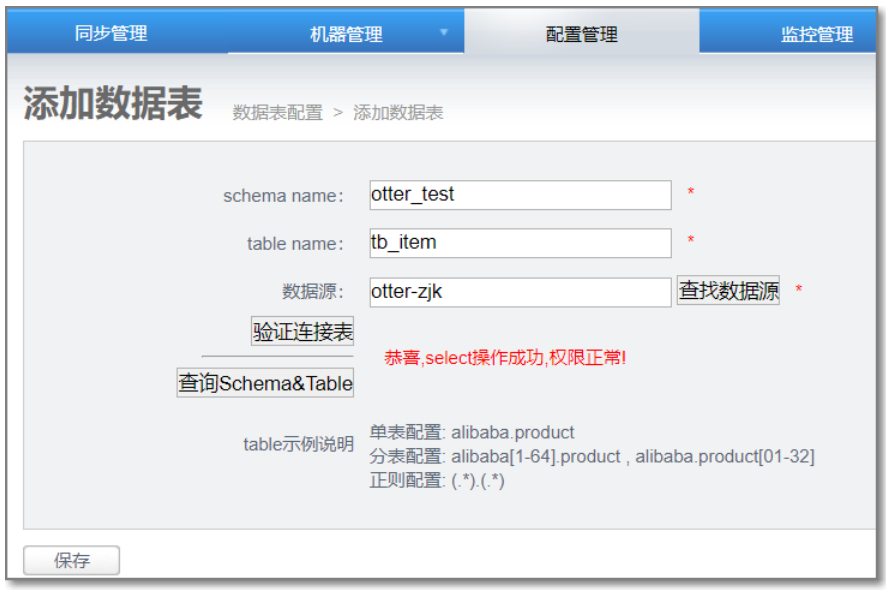 同步管理 机器管理 配置管理 监控管理
添加数据表 数据表配置 > 添加数据表
schema name： otter_test *
table name： tb_item *
数据源： otter-zjk 查找数据源 *
验证连接表
恭喜,select操作成功,权限正常!
查询Schema&Table
table示例说明
单表配置: alibaba.product
分表配置: alibaba[1-64].product , alibaba.product[01-32]
正则配置: (.*).(.*)
保存